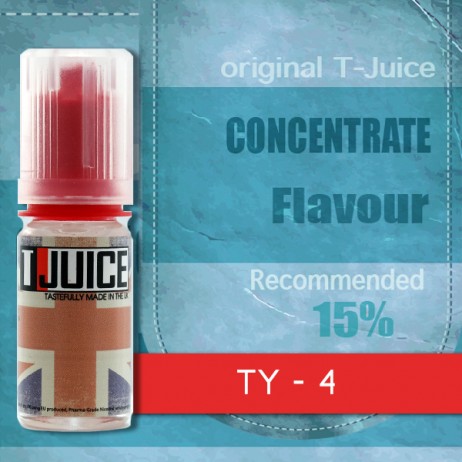 original T-Juice
CONCENTRATE
Flavour
Recommended
15%
TY - 4
T JUICE
TASTEFULLY MADE IN THE UK